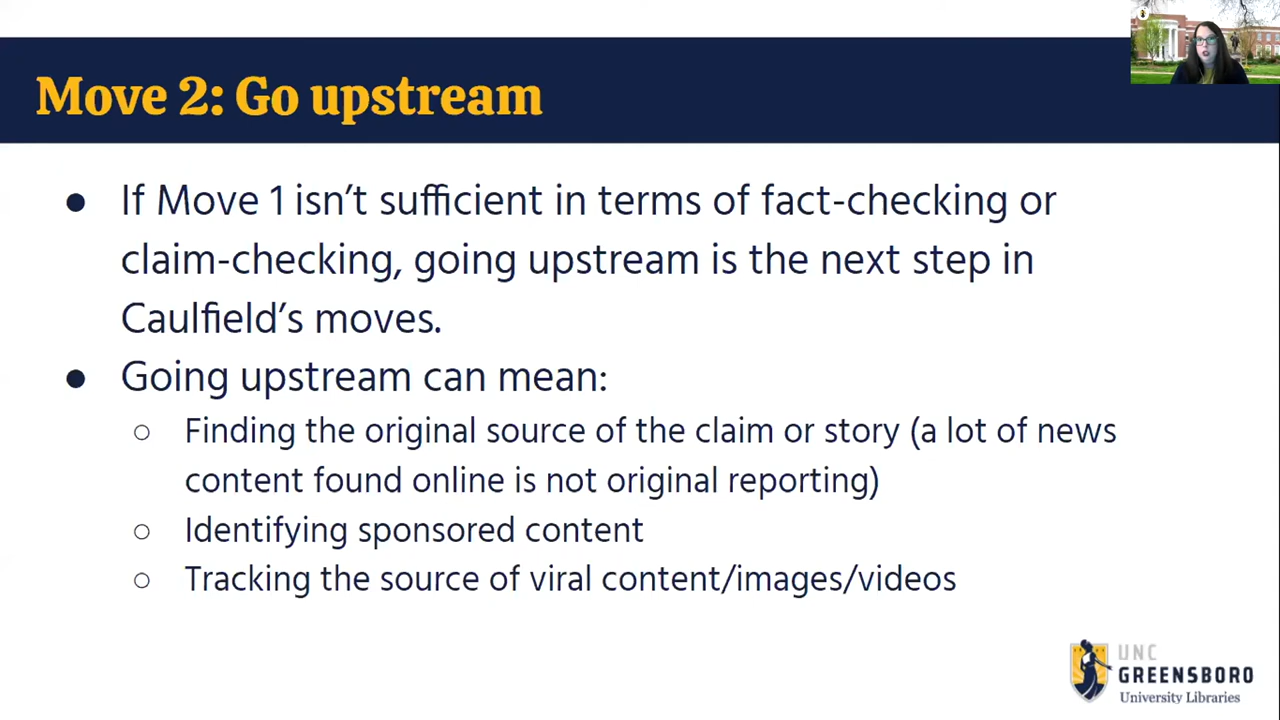 Move 2: Go upstream
● If Move 1 isn’t sufficient in terms of fact-checking or
claim-checking, going upstream is the next step in
Caulfield’s moves.
● Going upstream can mean:
○ Finding the original source of the claim or story (a lot of news
content found online is not original reporting)
○ Identifying sponsored content
○ Tracking the source of viral content/images/videos
UNC
GREENSBORO
University Libraries